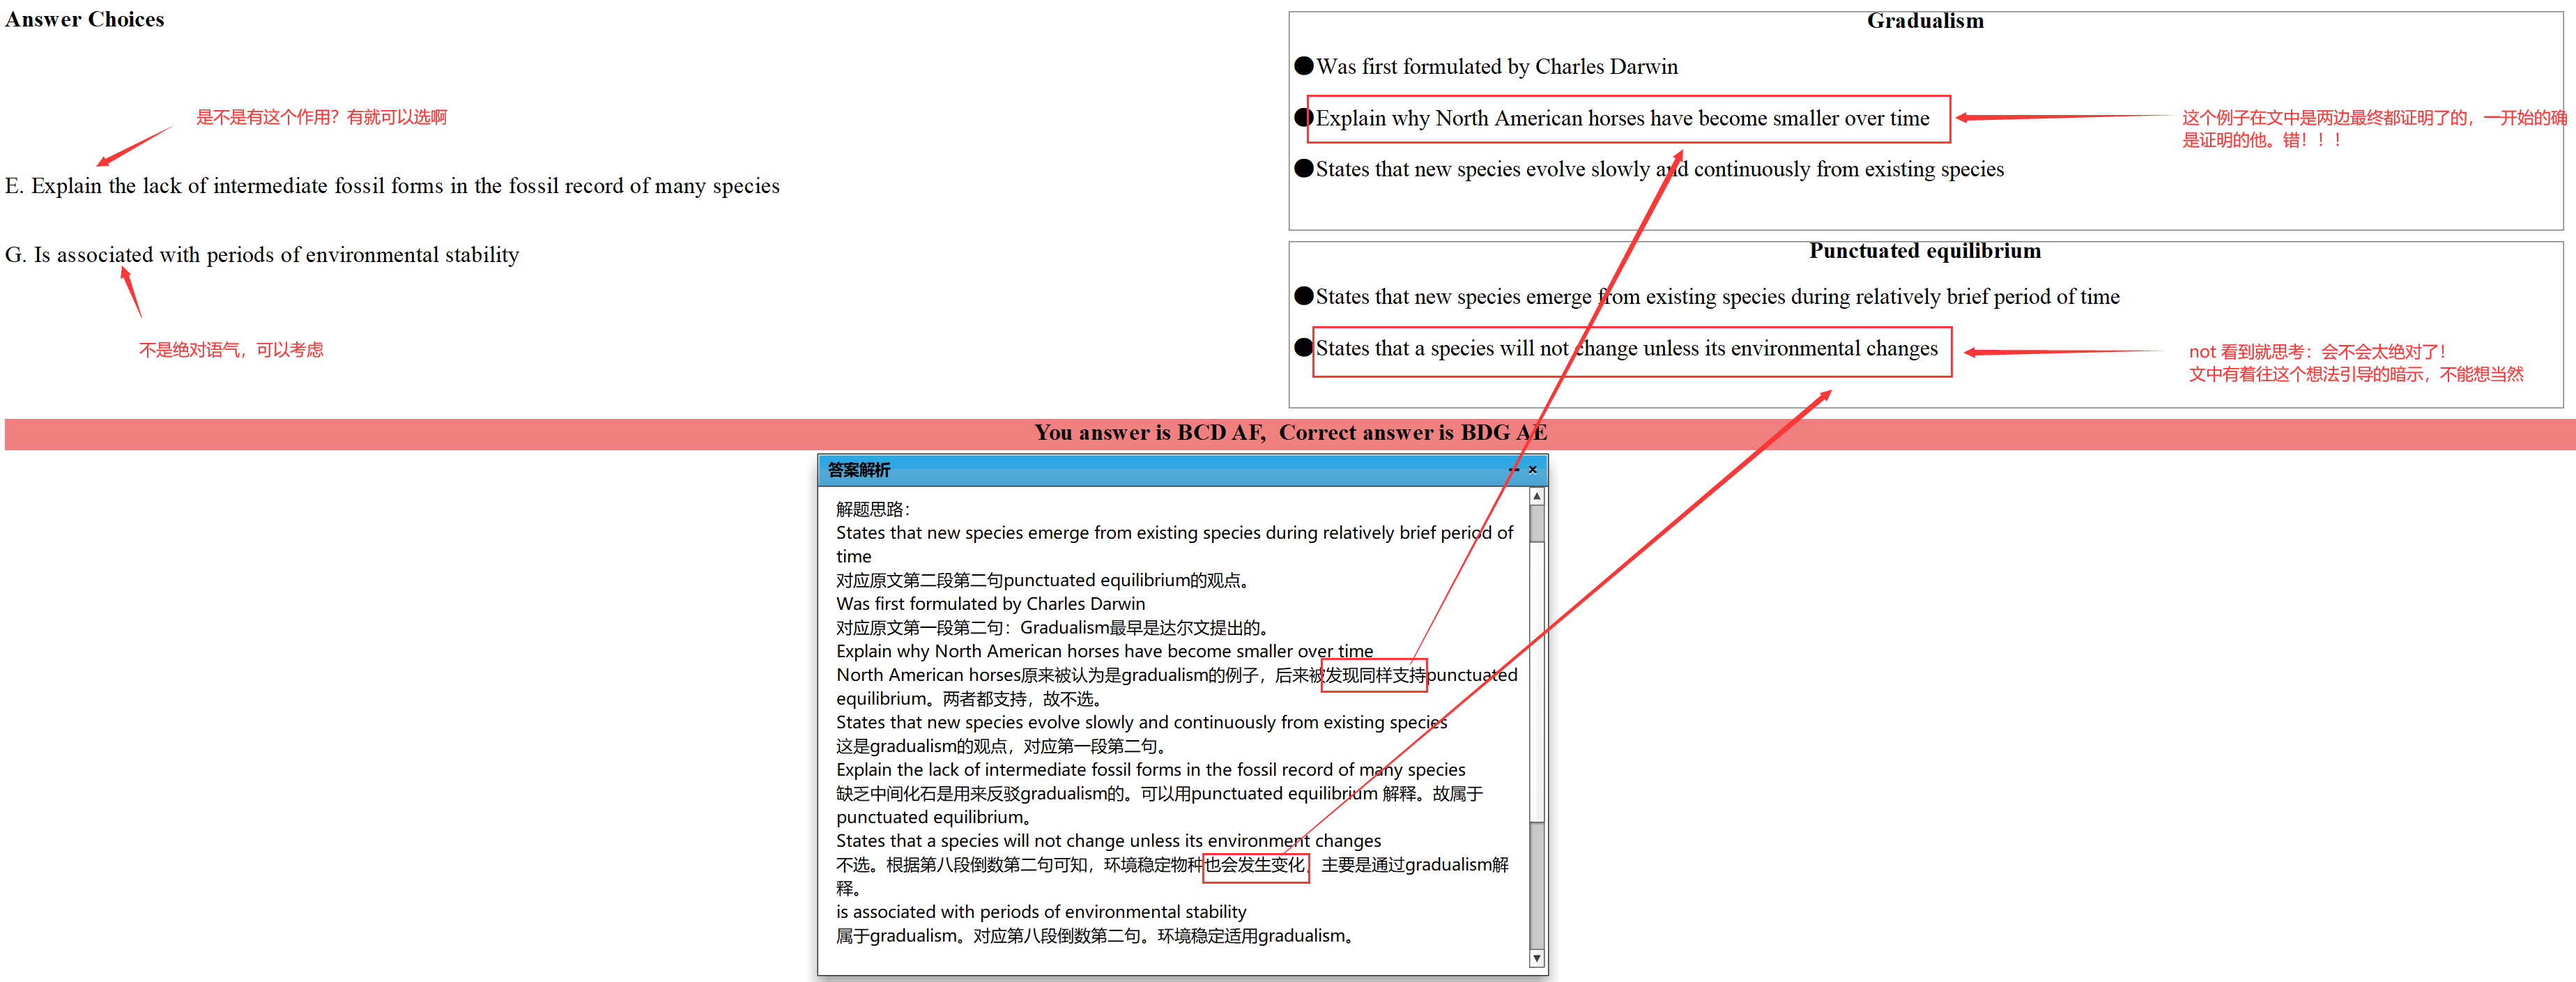 Answer Choices
是不是有这个作用？有就可以选啊
E. Explain the lack of intermediate fossil forms in the fossil record of many species
G. Is associated with periods of environmental stability
不是绝对语气，可以考虑
Gradualism
●Was first formulated by Charles Darwin
●Explain why North American horses have become smaller over time
这个例子在文中是两边最终都证明了的，一开始的确
是证明的他。错！！！
●States that new species evolve slowly and continuously from existing species
Punctuated equilibrium
●States that new species emerge from existing species during relatively brief period of time
●States that a species will not change unless its environmental changes
not 看到就思考：会不会太绝对了！
文中有着往这个想法引导的暗示，不能想当然
You answer is BCD AF, Correct answer is BDG AE
答案解析
解题思路：
States that new species emerge from existing species during relatively brief period of
time
对应原文第二段第二句punctuated equilibrium的观点。
Was first formulated by Charles Darwin
对应原文第一段第二句：Gradualism最早是达尔文提出的。
Explain why North American horses have become smaller over time
North American horses原来被认为是gradualism的例子，后来被发现同样支持punctuated
equilibrium。两者都支持，故不选。
States that new species evolve slowly and continuously from existing species
这是gradualism的观点，对应第一段第二句。
Explain the lack of intermediate fossil forms in the fossil record of many species
缺乏中间化石是用来反驳gradualism的。可以用punctuated equilibrium 解释。故属于
punctuated equilibrium。
States that a species will not change unless its environment changes
不选。根据第八段倒数第二句可知，环境稳定物种也会发生变化，主要是通过gradualism解
释。
is associated with periods of environmental stability
属于gradualism。对应第八段倒数第二句。环境稳定适用gradualism。